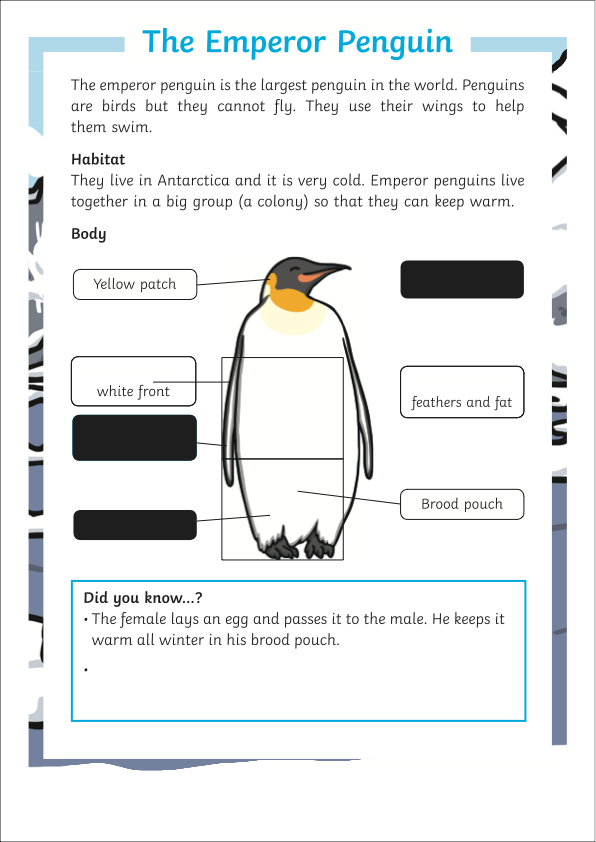 The Emperor Penguin
The emperor penguin is the largest penguin in the world. Penguins
are birds but they cannot fly. They use their wings to help
them swim.
Habitat
They live in Antarctica and it is very cold. Emperor penguins live
together in a big group (a colony) so that they can keep warm.
Body
Yellow patch
white front
feathers and fat
Brood pouch
Did you know...?
• The female lays an egg and passes it to the male. He keeps it
warm all winter in his brood pouch.
•